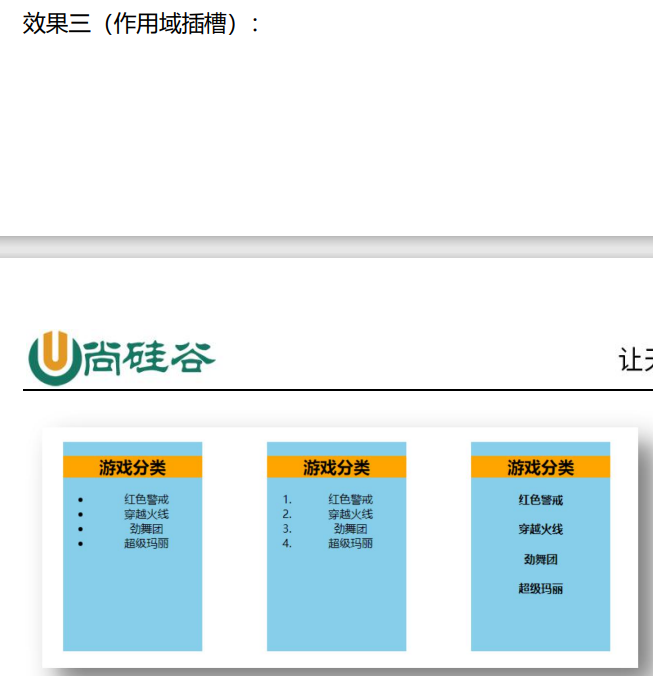 效果三（作用域插槽）：
尚硅谷
让天
游戏分类
• 红色警戒
• 穿越火线
• 劲舞团
• 超级玛丽
游戏分类
1. 红色警戒
2. 穿越火线
3. 劲舞团
4. 超级玛丽
游戏分类
红色警戒
穿越火线
劲舞团
超级玛丽